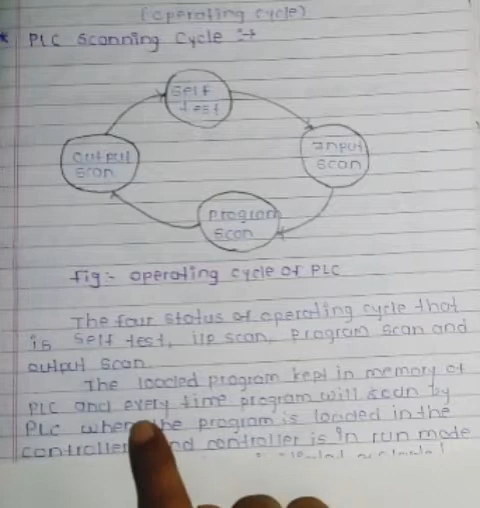 (operating cycle)
* PLC Scanning Cycle :→
Self
test
Input
scan
Program
scan
output
scan
fig:- operating cycle of PLC
The four status of operating cycle that
is Self test, i/p scan, program scan and
output scan.
The loaded program kept in memory of
PLC and every time program will scan by
PLC when the program is loaded in the
controller and controller is in run mode